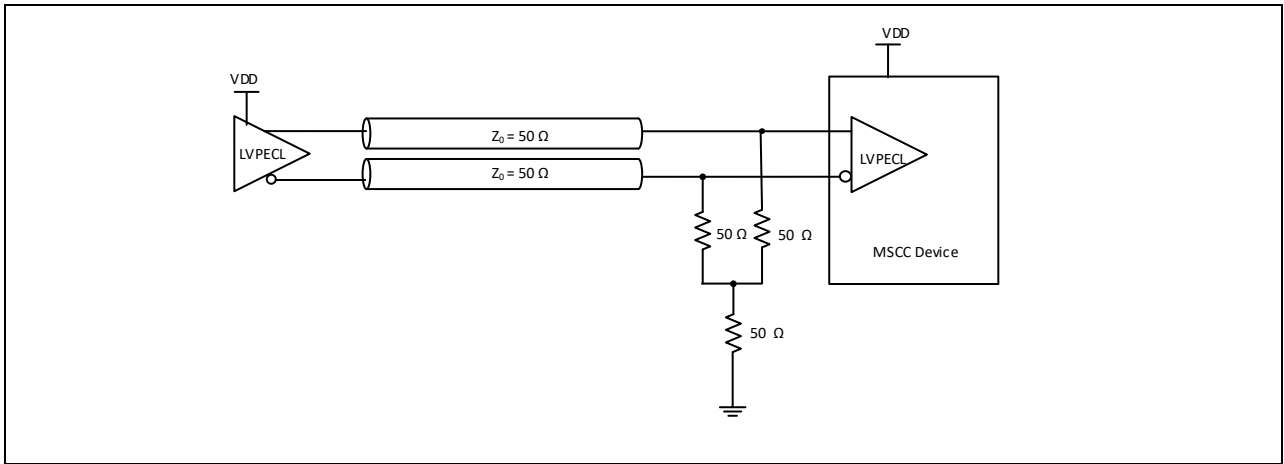 VDD
VDD
LVPECL
Z₀ = 50 Ω
LVPECL
Z₀ = 50 Ω
50 Ω
50 Ω
MSCC Device
50 Ω